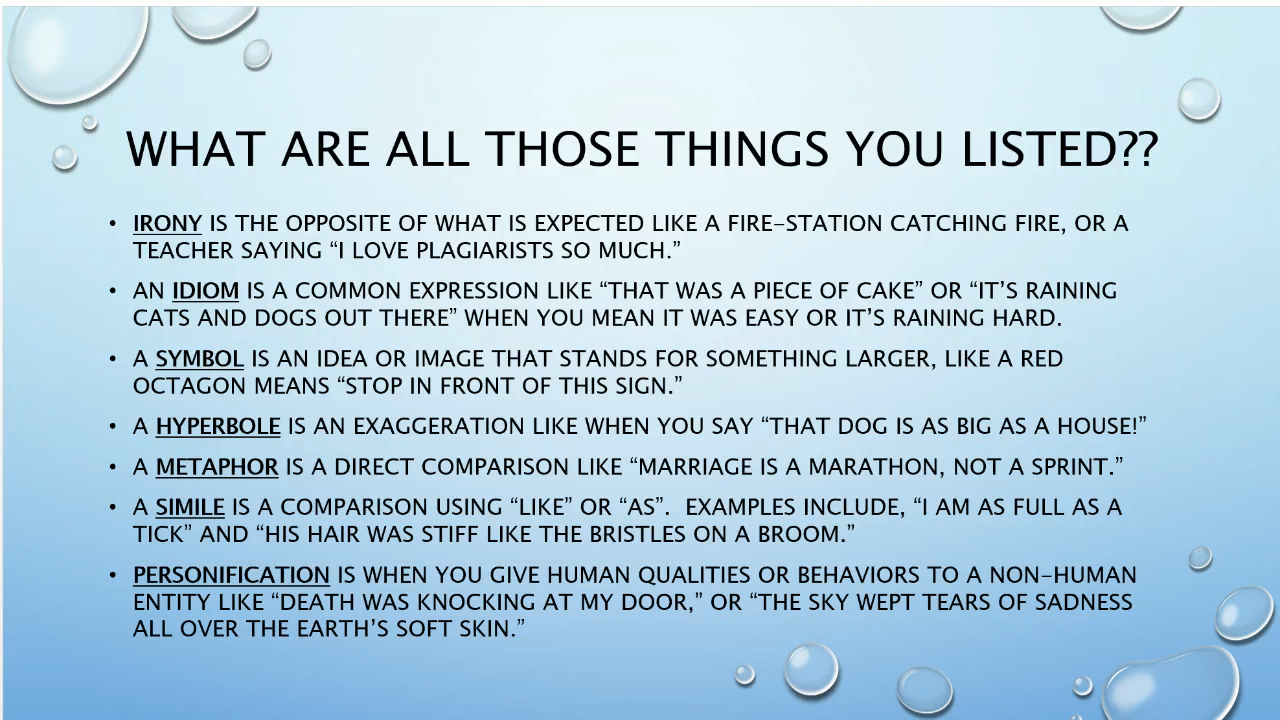 WHAT ARE ALL THOSE THINGS YOU LISTED??
• IRONY IS THE OPPOSITE OF WHAT IS EXPECTED LIKE A FIRE-STATION CATCHING FIRE, OR A
TEACHER SAYING “I LOVE PLAGIARISTS SO MUCH.”
• AN IDIOM IS A COMMON EXPRESSION LIKE “THAT WAS A PIECE OF CAKE” OR “IT’S RAINING
CATS AND DOGS OUT THERE” WHEN YOU MEAN IT WAS EASY OR IT’S RAINING HARD.
• A SYMBOL IS AN IDEA OR IMAGE THAT STANDS FOR SOMETHING LARGER, LIKE A RED
OCTAGON MEANS “STOP IN FRONT OF THIS SIGN.”
• A HYPERBOLE IS AN EXAGGERATION LIKE WHEN YOU SAY “THAT DOG IS AS BIG AS A HOUSE!”
• A METAPHOR IS A DIRECT COMPARISON LIKE “MARRIAGE IS A MARATHON, NOT A SPRINT.”
• A SIMILE IS A COMPARISON USING “LIKE” OR “AS”. EXAMPLES INCLUDE, “I AM AS FULL AS A
TICK” AND “HIS HAIR WAS STIFF LIKE THE BRISTLES ON A BROOM.”
• PERSONIFICATION IS WHEN YOU GIVE HUMAN QUALITIES OR BEHAVIORS TO A NON-HUMAN
ENTITY LIKE “DEATH WAS KNOCKING AT MY DOOR,” OR “THE SKY WEPT TEARS OF SADNESS
ALL OVER THE EARTH’S SOFT SKIN.”